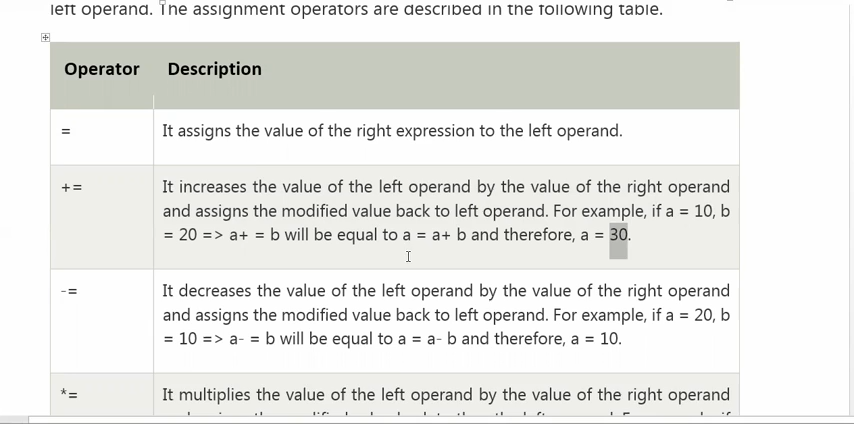 left operand. The assignment operators are described in the following table.
Operator Description
= It assigns the value of the right expression to the left operand.
+= It increases the value of the left operand by the value of the right operand
and assigns the modified value back to left operand. For example, if a = 10, b
= 20 => a+ = b will be equal to a = a+ b and therefore, a = 30.
-= It decreases the value of the left operand by the value of the right operand
and assigns the modified value back to left operand. For example, if a = 20, b
= 10 => a- = b will be equal to a = a- b and therefore, a = 10.
*= It multiplies the value of the left operand by the value of the right operand